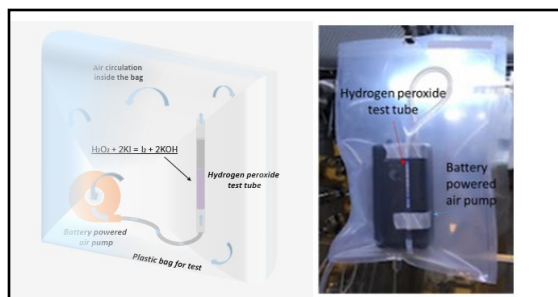 Air circulation
inside the bag
H₂O₂ + 2KI = I₂ + 2KOH
Hydrogen peroxide
test tube
Battery powered
air pump
Plastic bag for test
Hydrogen peroxide
test tube
Battery
powered
air pump